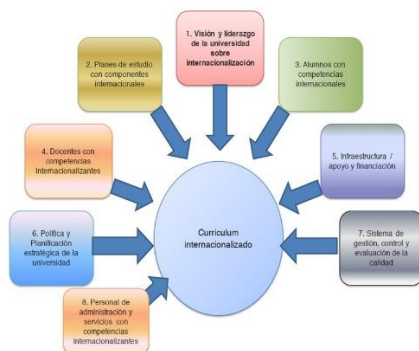 1. Visión y liderazgo
de la universidad
sobre
internacionalización
2. Planes de estudio
con componentes
internacionales
3. Alumnos con
competencias
internacionales
4. Docentes con
competencias
internacionalizantes
5. Infraestructura /
apoyo y financiación
Curriculum
internacionalizado
6. Política y
Planificación
estratégica de la
universidad
7. Sistema de
gestión, control y
evaluación de la
calidad
8. Personal de
administración y
servicios con
competencias
internacionalizantes